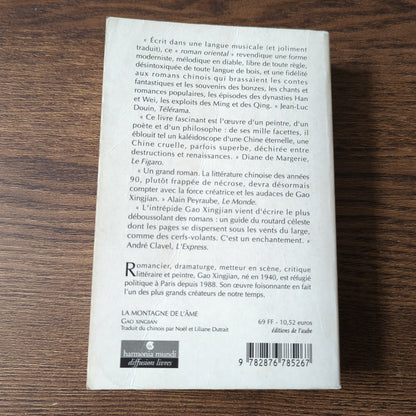 « Écrit dans une langue musicale (et joliment
traduit), ce « roman oriental » revendique une forme
moderniste, mélodique en diable, libre de toute règle,
désintoxiquée de toute langue de bois, et une fidélité
aux romans chinois qui brassaient les contes
fantastiques et les souvenirs des bonzes, les chants et
romances populaires, les épisodes des dynasties Han
et Wei, les exploits des Ming et des Qing. » Jean-Luc
Douin, Télérama.
« Ce livre fascinant est l'œuvre d'un peintre, d'un
poète et d'un philosophe : de ses mille facettes, il
éblouit tel un kaléidoscope d'une Chine éternelle, une
Chine cruelle, parfois superbe, déchirée entre
destructions et renaissances. » Diane de Margerie,
Le Figaro.
« Un grand roman. La littérature chinoise des années
90, plutôt frappée de nécrose, devra désormais
compter avec la force créatrice et les audaces de Gao
Xingjian. » Alain Peyraube, Le Monde.
« L'intrépide Gao Xingjian vient d'écrire le plus
déboussolant des romans : un guide du routard céleste
dont les pages se dispersent sous les vents du large,
comme des cerfs-volants. C'est un enchantement. »
André Clavel, L'Express.
Romancier, dramaturge, metteur en scène, critique
littéraire et peintre, Gao Xingjian, né en 1940, est réfugié
politique à Paris depuis 1988. Son œuvre foisonnante en
fait l'un des plus grands créateurs de notre temps.
LA MONTAGNE DE L'ÂME
GAO XINGJIAN
Traduit du chinois par Noël et Liliane Dutrait
69 FF - 10,52 euros
éditions de l'aube
harmonia mundi
diffusion livres
9 782876 785267